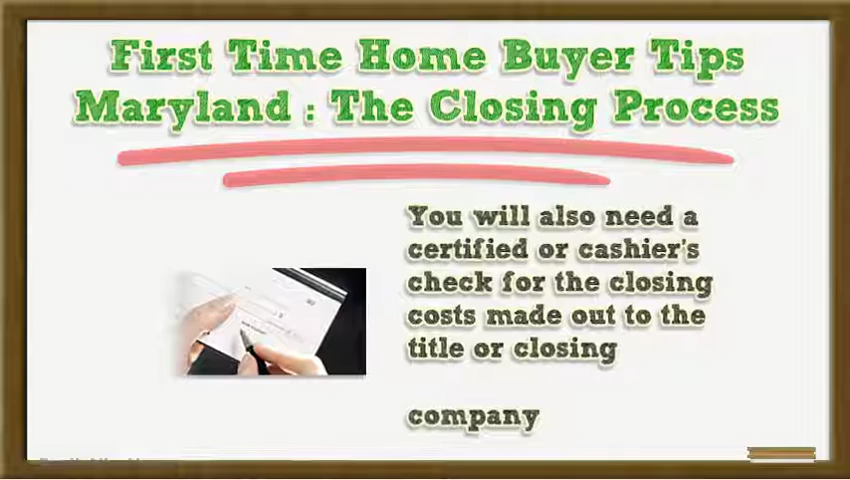 First Time Home Buyer Tips
Maryland : The Closing Process
You will also need a
certified or cashier's
check for the closing
costs made out to the
title or closing
company